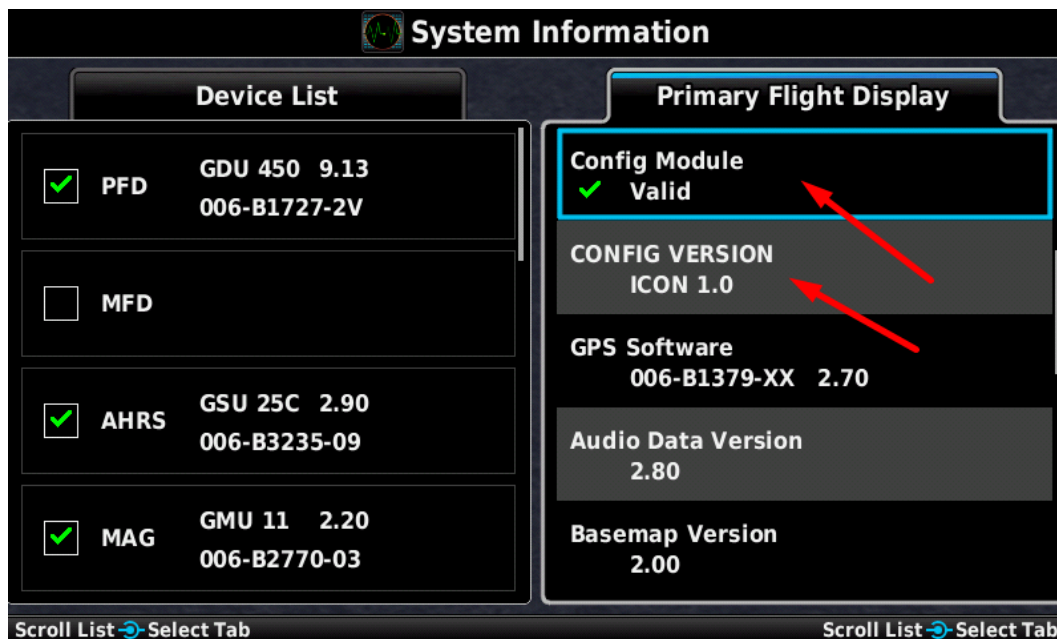 System Information
Device List
PFD
GDU 450 9.13
006-B1727-2V
MFD
AHRS
GSU 25C 2.90
006-B3235-09
MAG
GMU 11 2.20
006-B2770-03
Primary Flight Display
Config Module
Valid
CONFIG VERSION
ICON 1.0
GPS Software
006-B1379-XX 2.70
Audio Data Version
2.80
Basemap Version
2.00
Scroll List Select Tab
Scroll List Select Tab